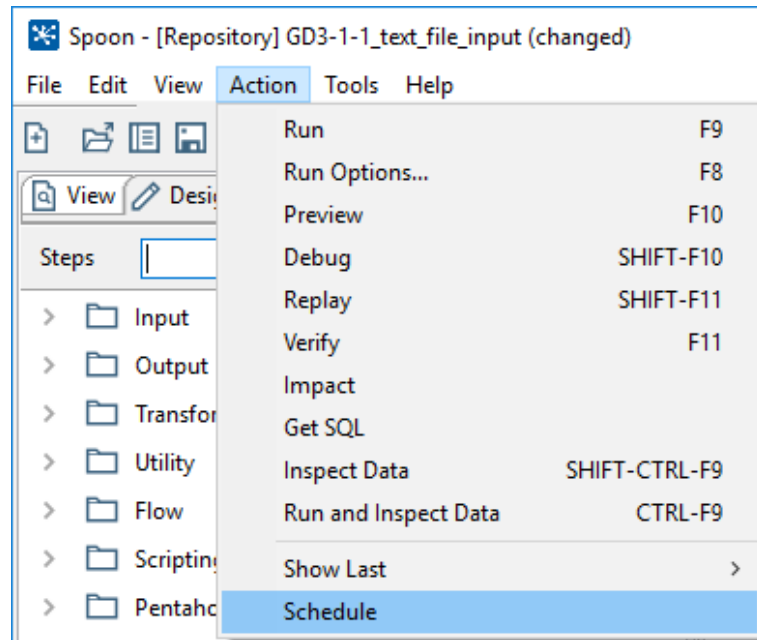 Spoon - [Repository] GD3-1-1_text_file_input (changed)
File Edit View Action Tools Help
Run F9
Run Options... F8
Preview F10
Debug SHIFT-F10
Replay SHIFT-F11
Verify F11
Impact
Get SQL
Inspect Data SHIFT-CTRL-F9
Run and Inspect Data CTRL-F9
Show Last
Schedule
View Desi
Steps
Input
Output
Transfor
Utility
Flow
Scripting
Pentaho